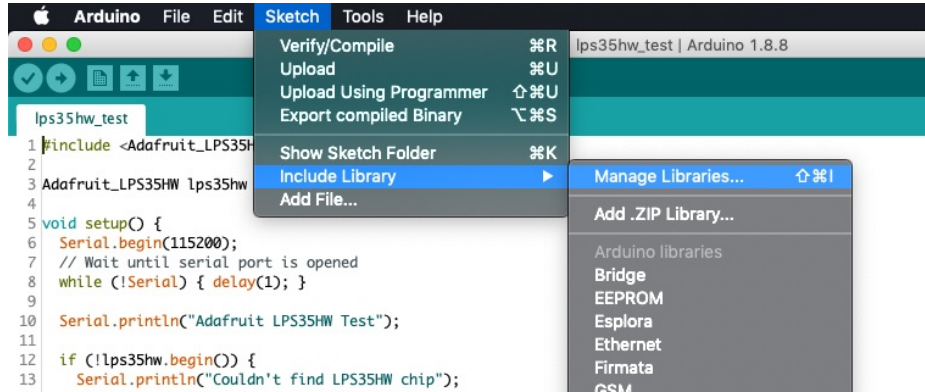 Arduino File Edit Sketch Tools Help
lps35hw_test | Arduino 1.8.8
Verify/Compile ⌘R
Upload ⌘U
Upload Using Programmer ⇧⌘U
Export compiled Binary ⌥⌘S
Show Sketch Folder ⌘K
Include Library ▶
Add File...
Manage Libraries... ⇧⌘I
Add .ZIP Library...
Arduino libraries
Bridge
EEPROM
Esplora
Ethernet
Firmata
GSM
lps35hw_test
1 #include <Adafruit_LPS35H
2
3 Adafruit_LPS35HW lps35hw
4
5 void setup() {
6 Serial.begin(115200);
7 // Wait until serial port is opened
8 while (!Serial) { delay(1); }
9
10 Serial.println("Adafruit LPS35HW Test");
11
12 if (!lps35hw.begin()) {
13 Serial.println("Couldn't find LPS35HW chip");